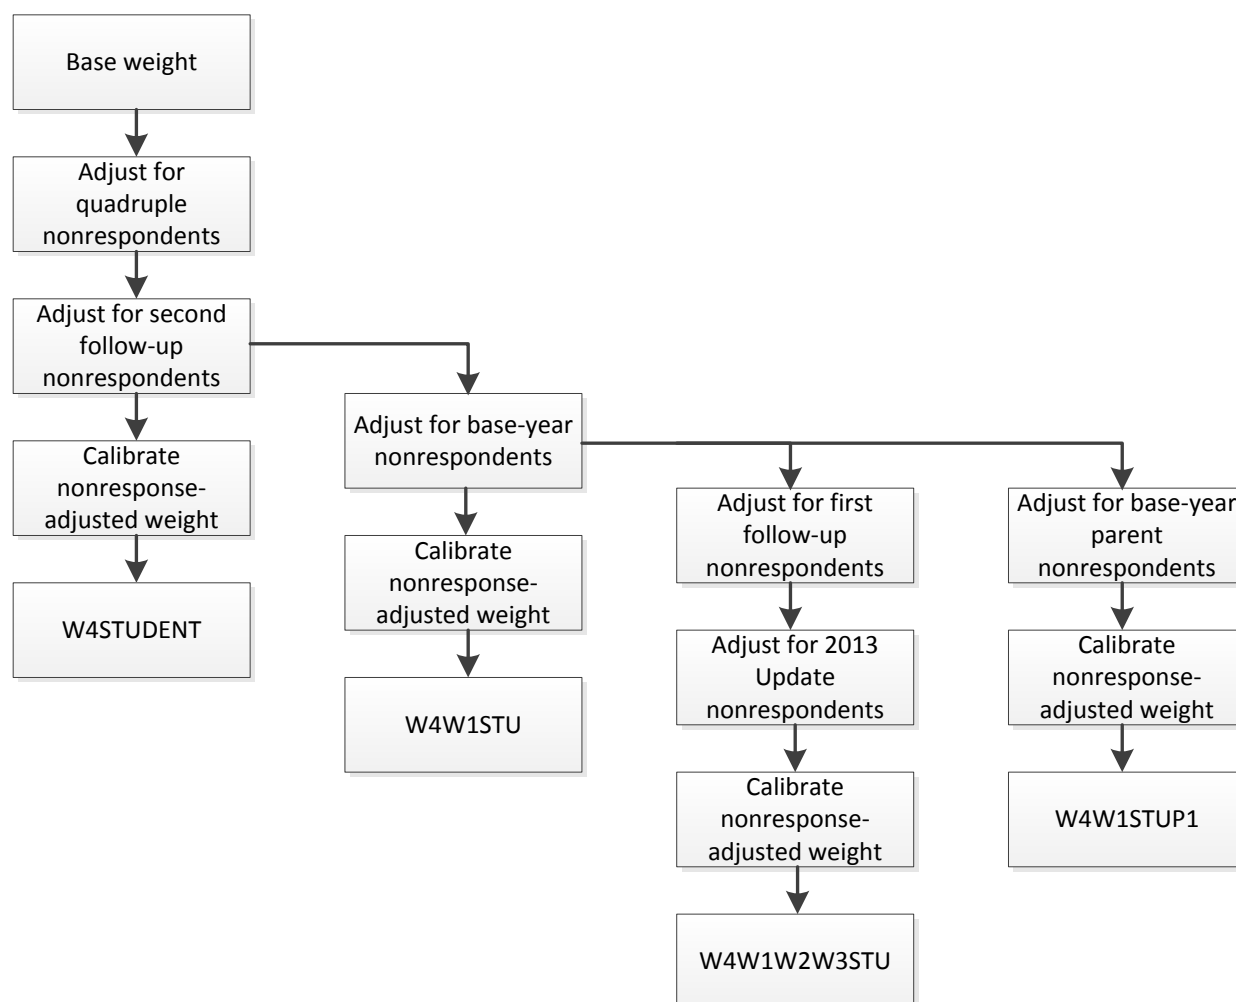 Base weight
Adjust for
quadruple
nonrespondents
Adjust for second
follow-up
nonrespondents
Calibrate
nonresponse-
adjusted weight
W4STUDENT
Adjust for base-year
nonrespondents
Calibrate
nonresponse-
adjusted weight
W4W1STU
Adjust for first
follow-up
nonrespondents
Adjust for 2013
Update
nonrespondents
Calibrate
nonresponse-
adjusted weight
W4W1W2W3STU
Adjust for base-year
parent
nonrespondents
Calibrate
nonresponse-
adjusted weight
W4W1STUP1